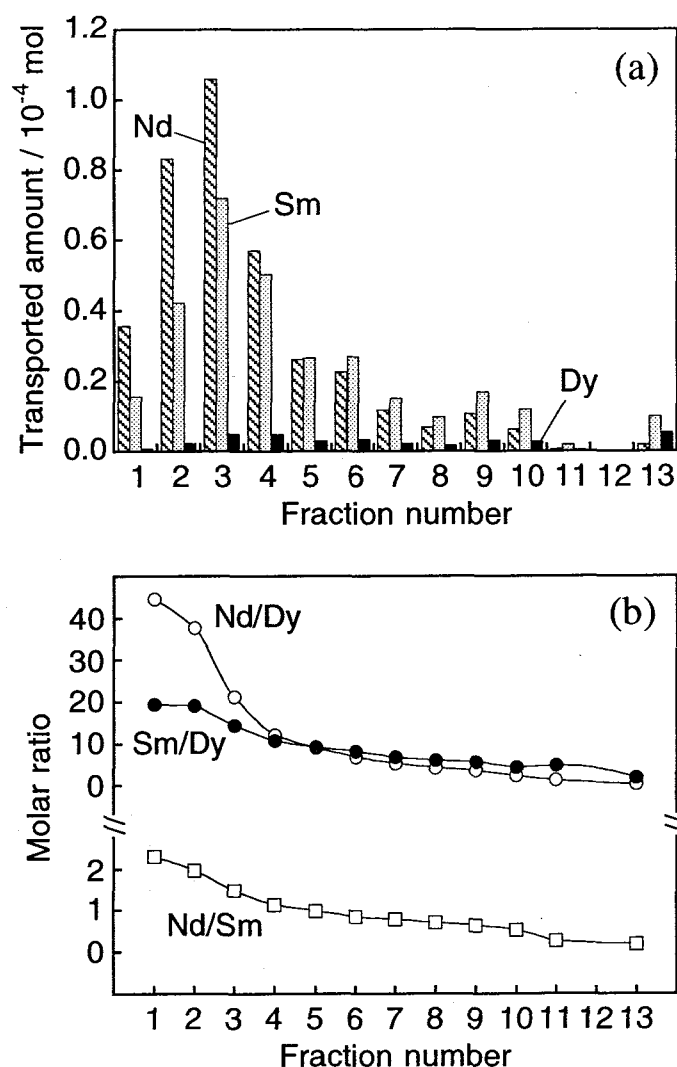 (a)
Transported amount / 10⁻⁴ mol
1.2
1.0
0.8
0.6
0.4
0.2
0.0
Nd
Sm
Dy
1 2 3 4 5 6 7 8 9 10 11 12 13
Fraction number
(b)
Molar ratio
40
30
20
10
0
2
1
0
Nd/Dy
Sm/Dy
Nd/Sm
1 2 3 4 5 6 7 8 9 10 11 12 13
Fraction number